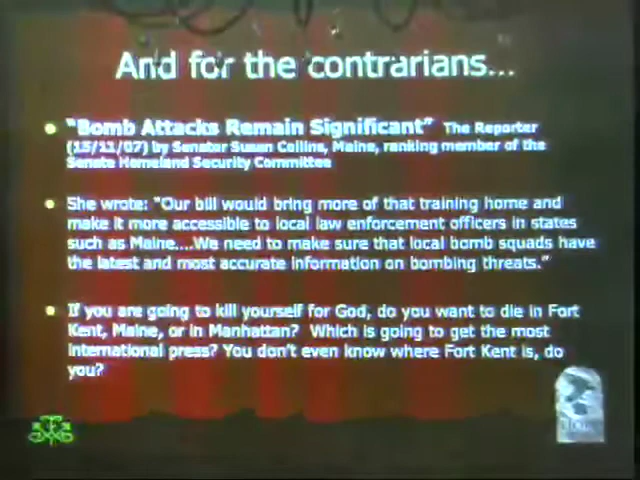 And for the contrarians...
"Bomb Attacks Remain Significant" The Reporter
(15/11/07) by Senator Susan Collins, Maine, ranking member of the
Senate Homeland Security Committee
She wrote: "Our bill would bring more of that training home and
make it more accessible to local law enforcement officers in states
such as Maine....We need to make sure that local bomb squads have
the latest and most accurate information on bombing threats."
If you are going to kill yourself for God, do you want to die in Fort
Kent, Maine, or in Manhattan? Which is going to get the most
international press? You don't even know where Fort Kent is, do
you?